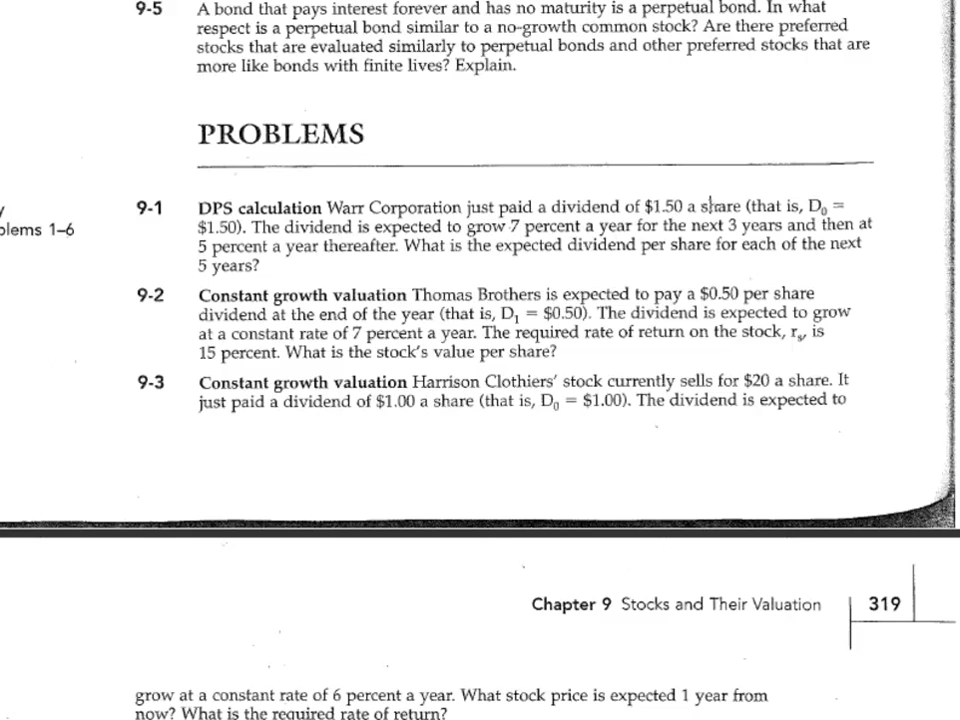 9-5 A bond that pays interest forever and has no maturity is a perpetual bond. In what
respect is a perpetual bond similar to a no-growth common stock? Are there preferred
stocks that are evaluated similarly to perpetual bonds and other preferred stocks that are
more like bonds with finite lives? Explain.
PROBLEMS
9-1 DPS calculation Warr Corporation just paid a dividend of $1.50 a share (that is, D₀ =
lems 1–6
$1.50). The dividend is expected to grow 7 percent a year for the next 3 years and then at
5 percent a year thereafter. What is the expected dividend per share for each of the next
5 years?
9-2 Constant growth valuation Thomas Brothers is expected to pay a $0.50 per share
dividend at the end of the year (that is, D₁ = $0.50). The dividend is expected to grow
at a constant rate of 7 percent a year. The required rate of return on the stock, rₛ, is
15 percent. What is the stock's value per share?
9-3 Constant growth valuation Harrison Clothiers' stock currently sells for $20 a share. It
just paid a dividend of $1.00 a share (that is, D₀ = $1.00). The dividend is expected to
Chapter 9 Stocks and Their Valuation 319
grow at a constant rate of 6 percent a year. What stock price is expected 1 year from
now? What is the required rate of return?